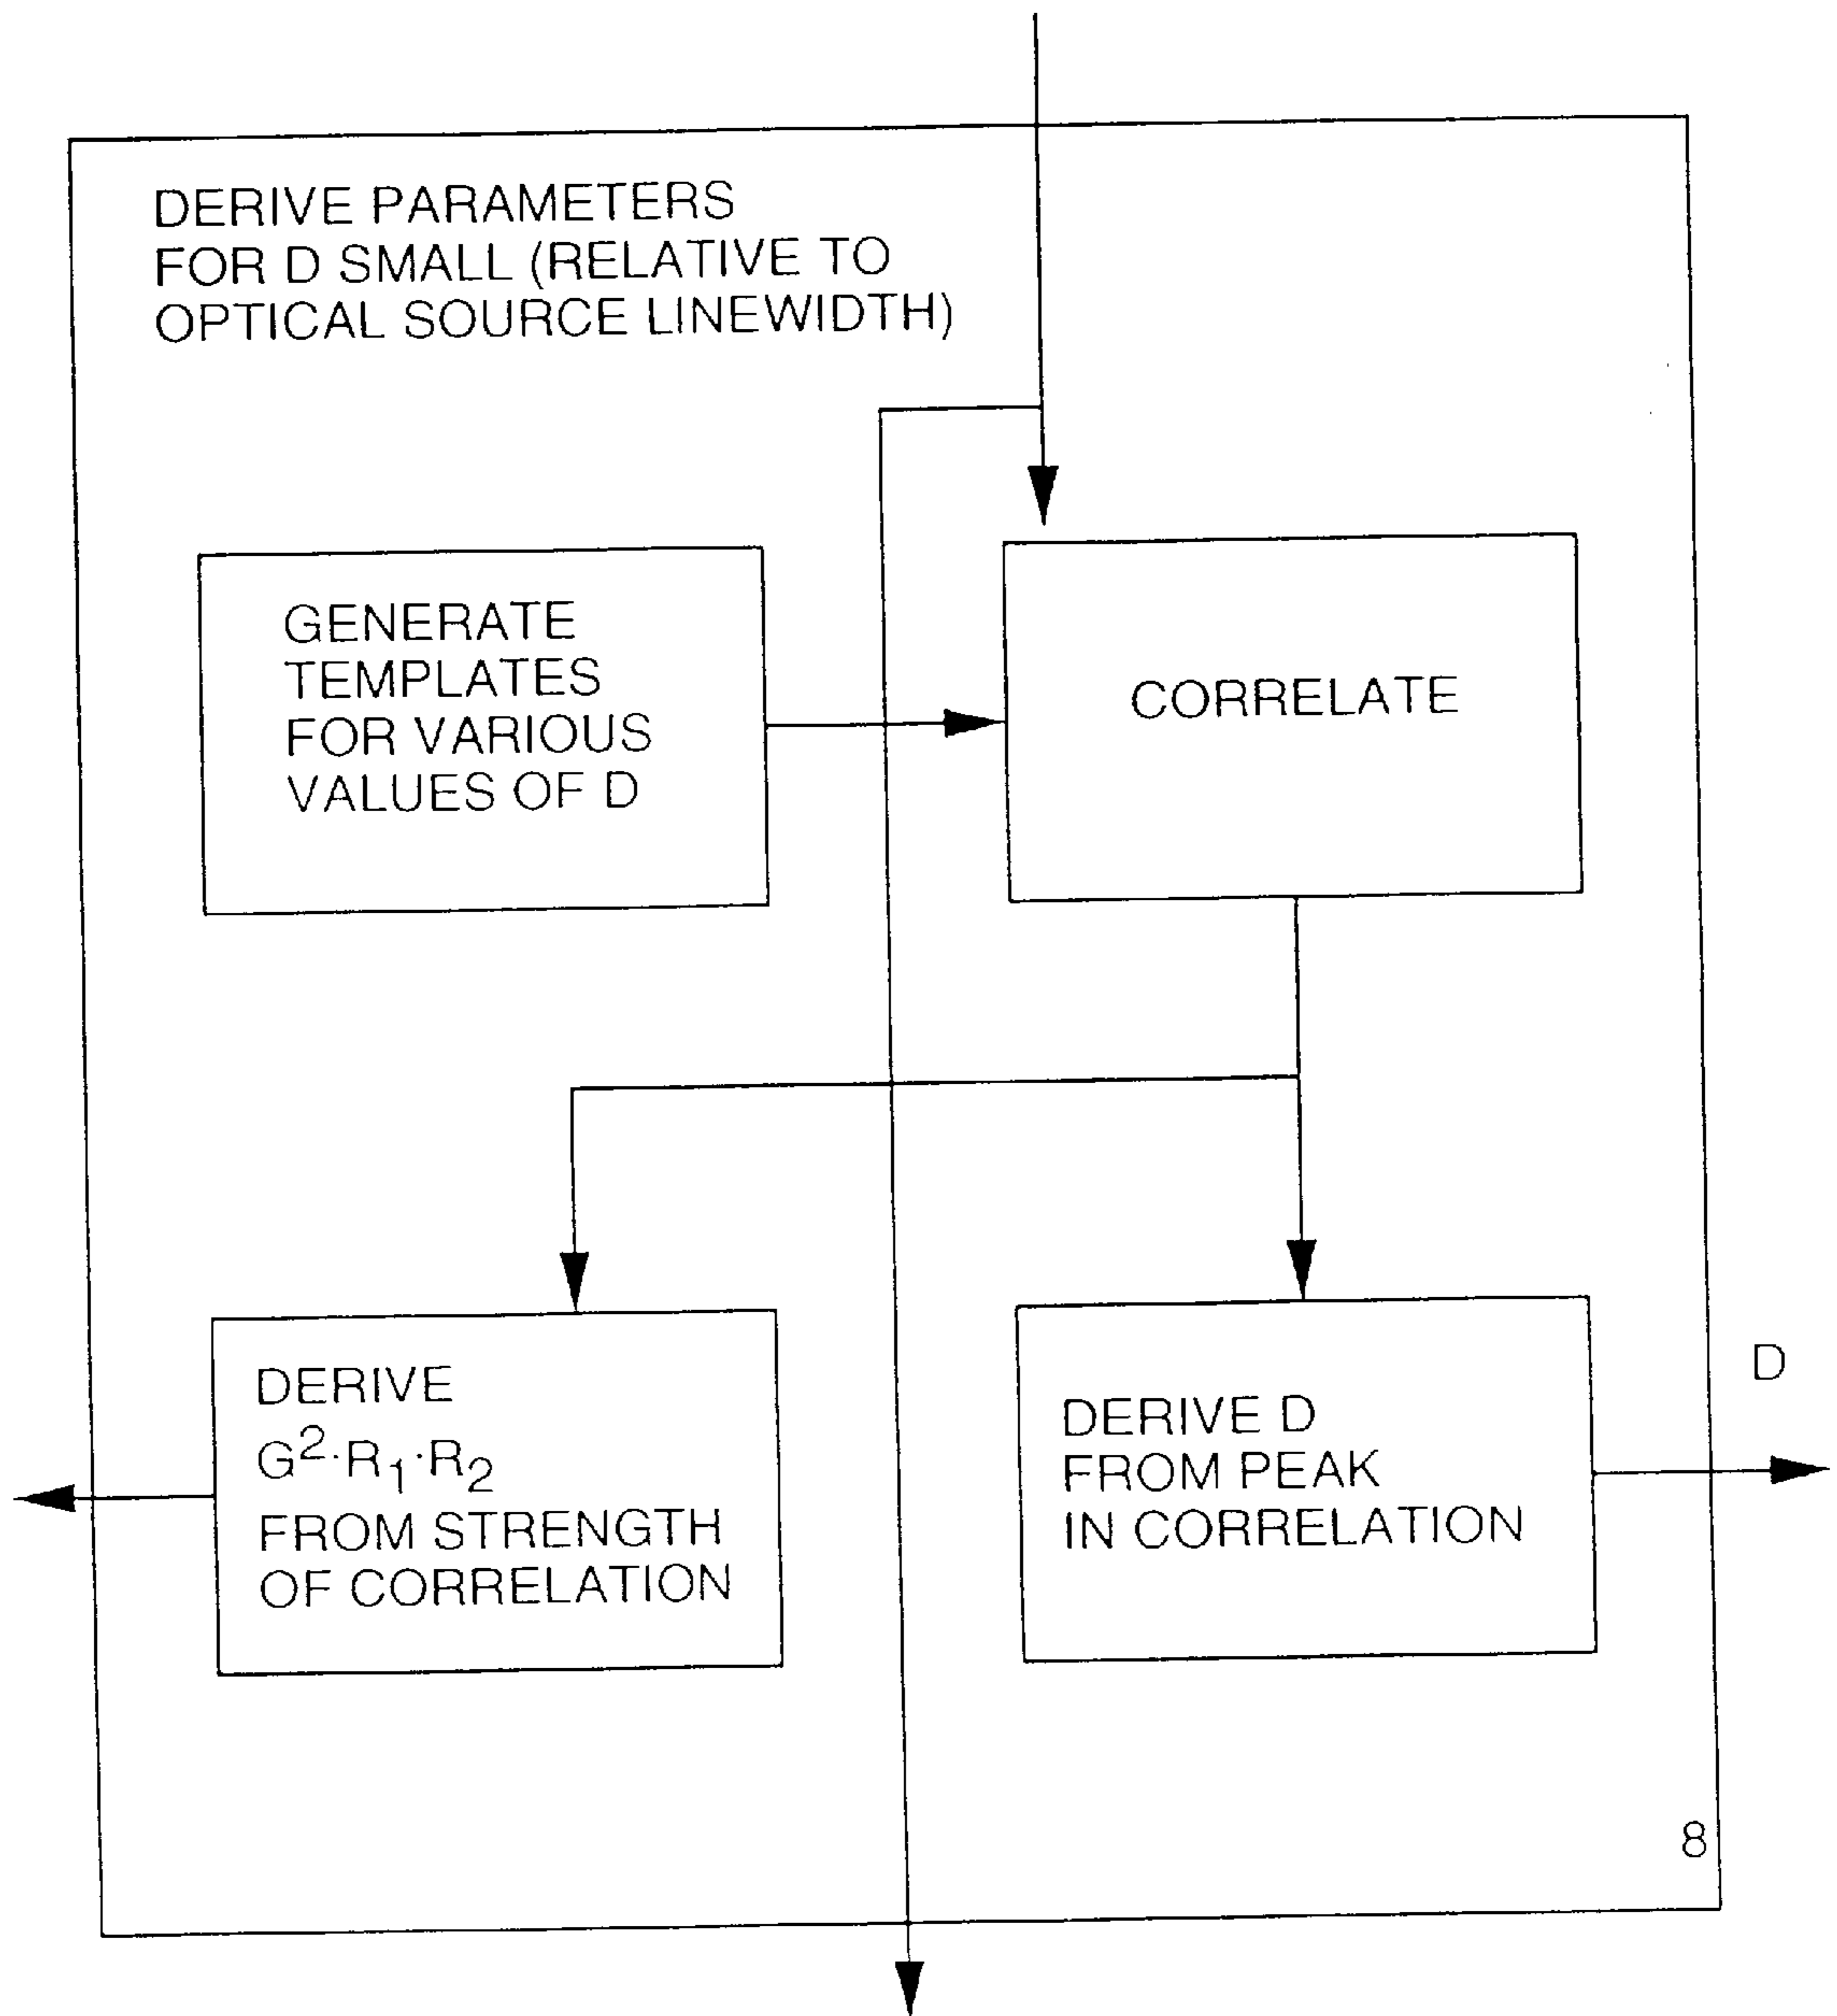 DERIVE PARAMETERS
FOR D SMALL (RELATIVE TO
OPTICAL SOURCE LINEWIDTH)
GENERATE
TEMPLATES
FOR VARIOUS
VALUES OF D
CORRELATE
DERIVE
G²·R₁·R₂
FROM STRENGTH
OF CORRELATION
DERIVE D
FROM PEAK
IN CORRELATION
D
8